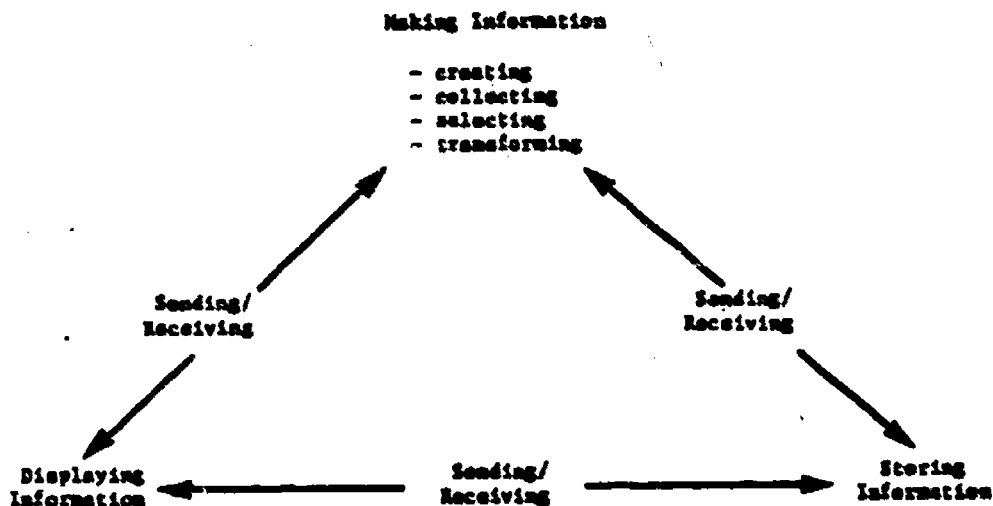 Making Information
- creating
- collecting
- selecting
- transforming
Sending/
Receiving
Sending/
Receiving
Displaying
Information
Sending/
Receiving
Storing
Information